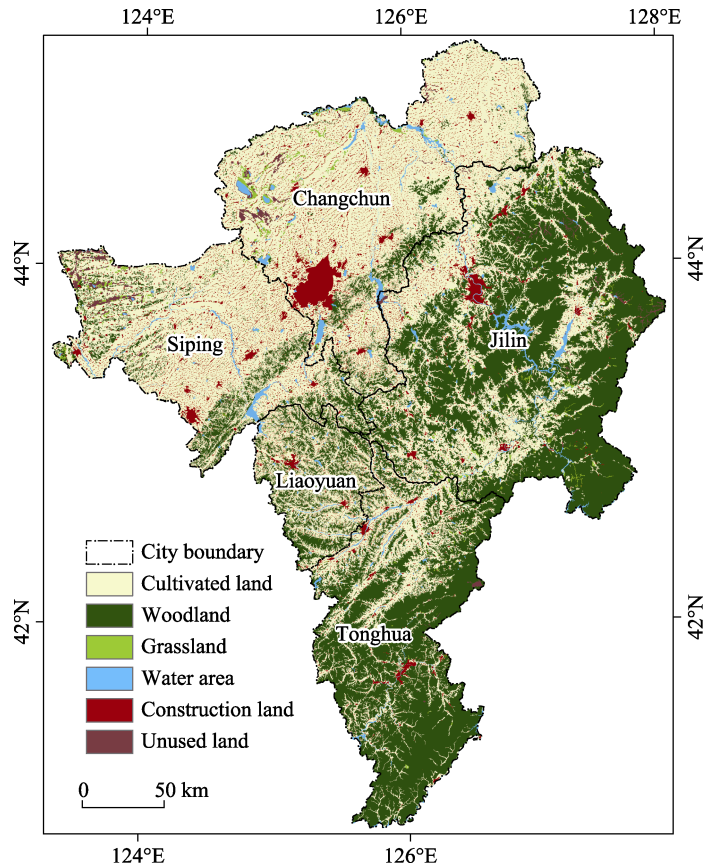 124°E 126°E 128°E
Changchun
44°N 44°N
Siping
Jilin
Liaoyuan
City boundary
Cultivated land
Woodland
42°N 42°N
Tonghua
Grassland
Water area
Construction land
Unused land
0 50 km
124°E 126°E